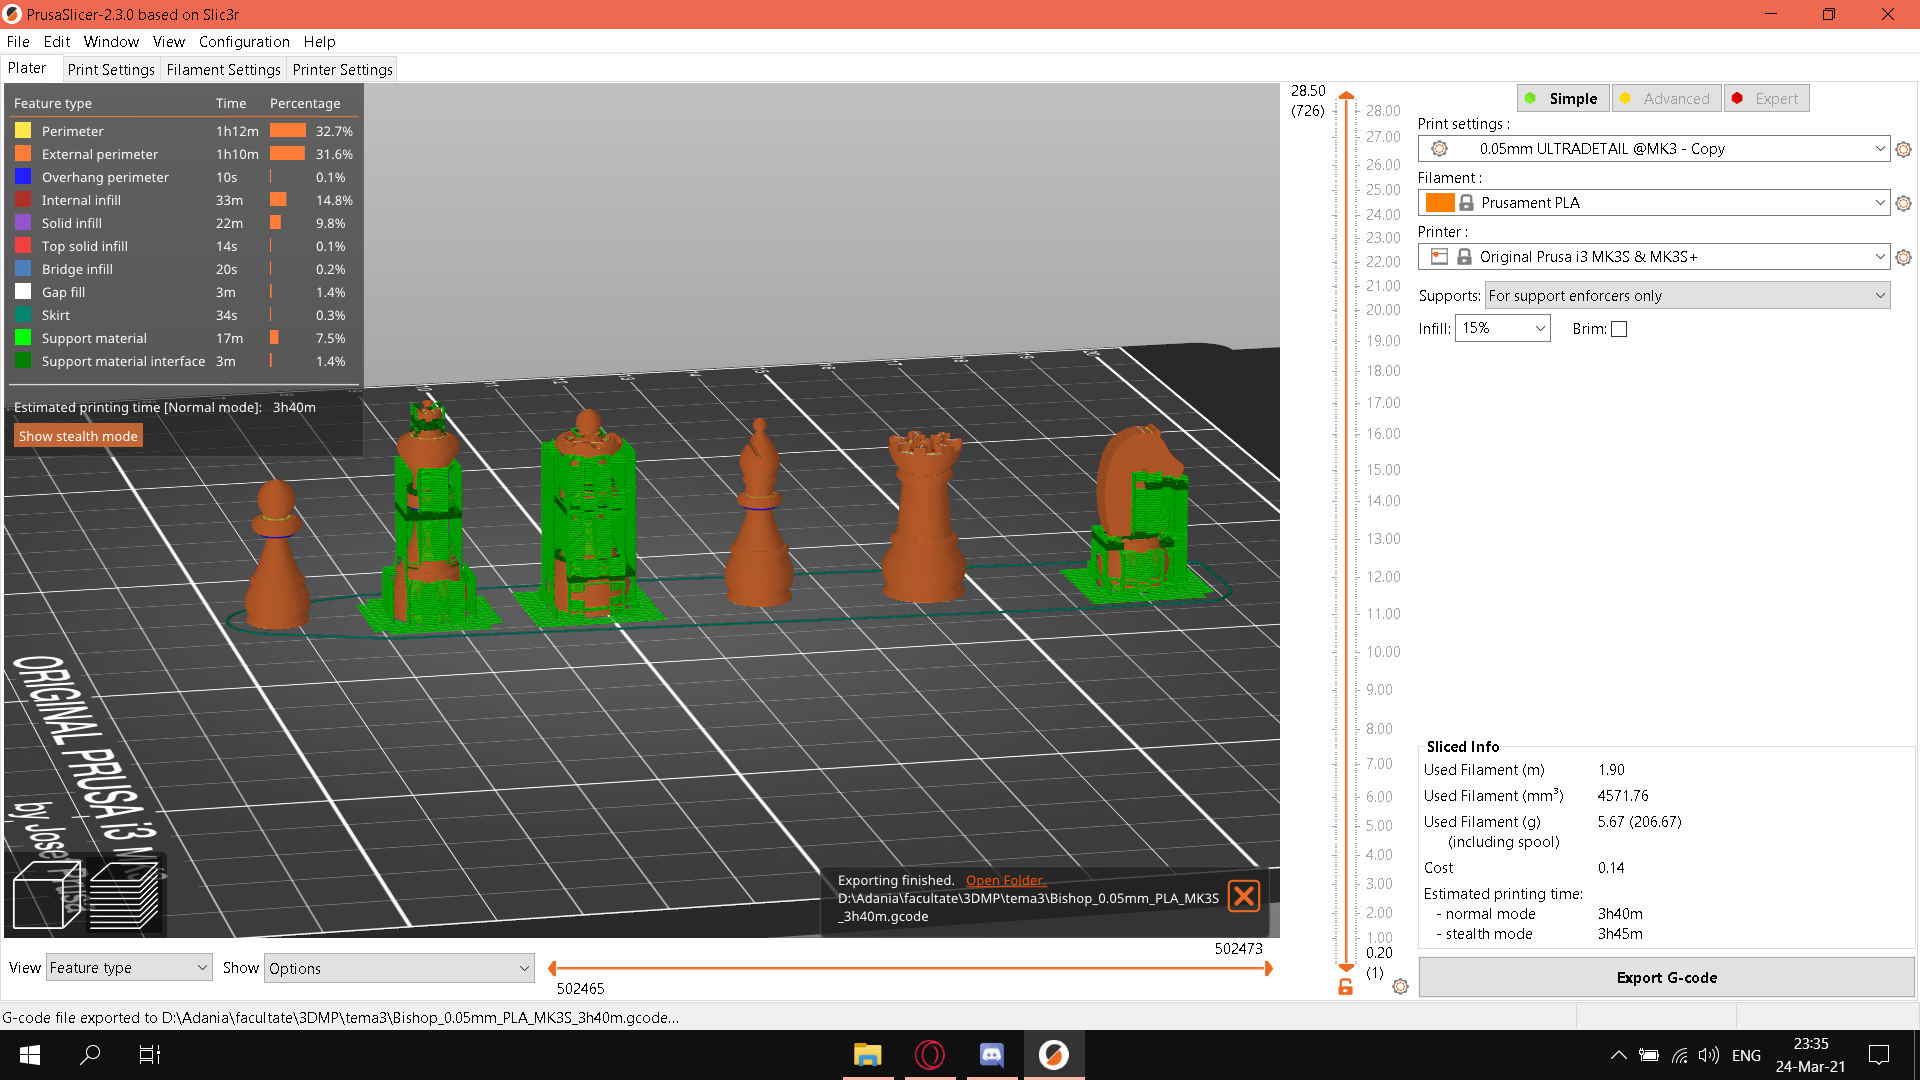 PrusaSlicer-2.3.0 based on Slic3r
File Edit Window View Configuration Help
Plater Print Settings Filament Settings Printer Settings
Feature type Time Percentage
Perimeter 1h12m 32.7%
External perimeter 1h10m 31.6%
Overhang perimeter 10s 0.1%
Internal infill 33m 14.8%
Solid infill 22m 9.8%
Top solid infill 14s 0.1%
Bridge infill 20s 0.2%
Gap fill 3m 1.4%
Skirt 34s 0.3%
Support material 17m 7.5%
Support material interface 3m 1.4%
Estimated printing time [Normal mode]: 3h40m
Show stealth mode
ORIGINAL PRUSA i3
by Josef Prusa
Exporting finished. Open Folder.
D:\Adania\facultate\3DMP\tema3\Bishop_0.05mm_PLA_MK3S
_3h40m.gcode
28.50
(726)
28.00
27.00
26.00
25.00
24.00
23.00
22.00
21.00
20.00
19.00
18.00
17.00
16.00
15.00
14.00
13.00
12.00
11.00
10.00
9.00
8.00
7.00
6.00
5.00
4.00
3.00
2.00
1.00
0.20
(1)
Simple Advanced Expert
Print settings :
0.05mm ULTRADETAIL @MK3 - Copy
Filament :
Prusament PLA
Printer :
Original Prusa i3 MK3S & MK3S+
Supports: For support enforcers only
Infill: 15% Brim:
Sliced Info
Used Filament (m) 1.90
Used Filament (mm³) 4571.76
Used Filament (g) 5.67 (206.67)
(including spool)
Cost 0.14
Estimated printing time:
- normal mode 3h40m
- stealth mode 3h45m
Export G-code
View Feature type Show Options
502473
502465
G-code file exported to D:\Adania\facultate\3DMP\tema3\Bishop_0.05mm_PLA_MK3S_3h40m.gcode...
ENG
23:35
24-Mar-21